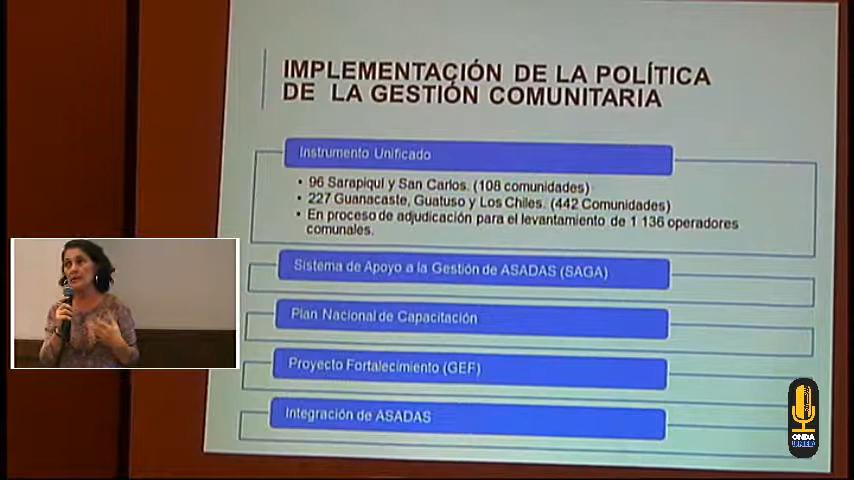 IMPLEMENTACIÓN DE LA POLÍTICA
DE LA GESTIÓN COMUNITARIA
Instrumento Unificado
• 96 Sarapiqui y San Carlos. (108 comunidades)
• 227 Guanacaste, Guatuso y Los Chiles. (442 Comunidades)
• En proceso de adjudicación para el levantamiento de 1 136 operadores
comunales.
Sistema de Apoyo a la Gestión de ASADAS (SAGA)
Plan Nacional de Capacitación
Proyecto Fortalecimiento (GEF)
Integración de ASADAS
ONDA